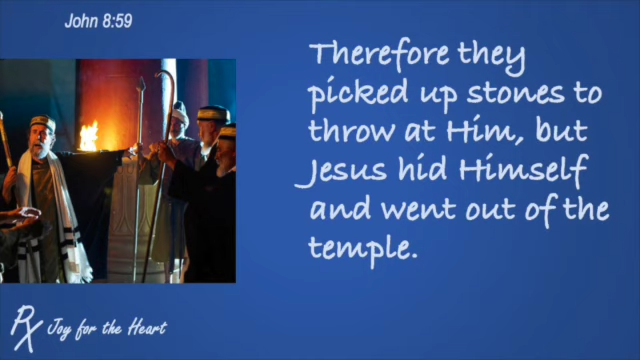 John 8:59
Therefore they
picked up stones to
throw at Him, but
Jesus hid Himself
and went out of the
temple.
Rx Joy for the Heart